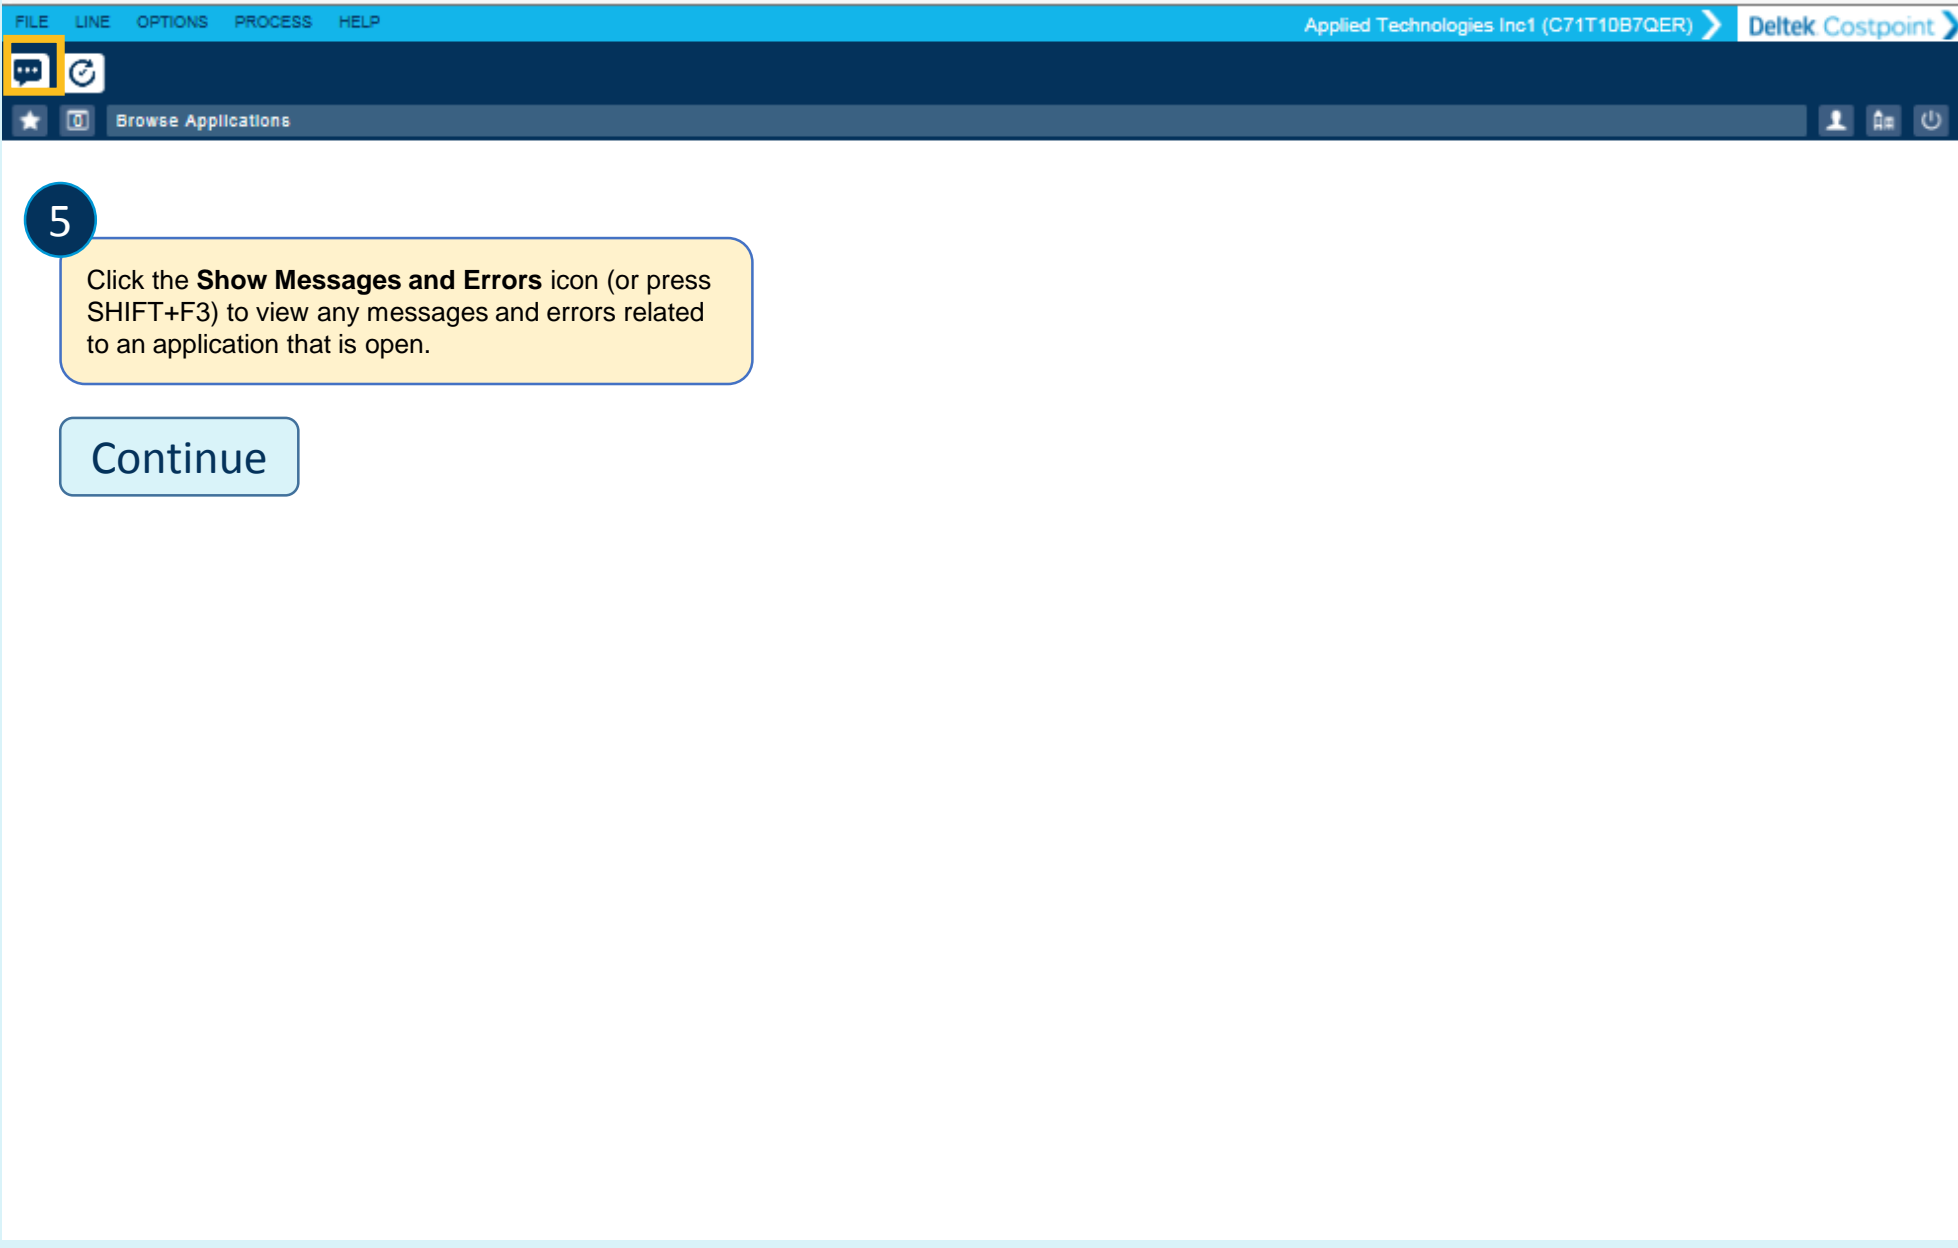 FILE LINE OPTIONS PROCESS HELP Applied Technologies Inc1 (C71T10B7QER) Deltek Costpoint
Browse Applications
5
Click the Show Messages and Errors icon (or press
SHIFT+F3) to view any messages and errors related
to an application that is open.
Continue